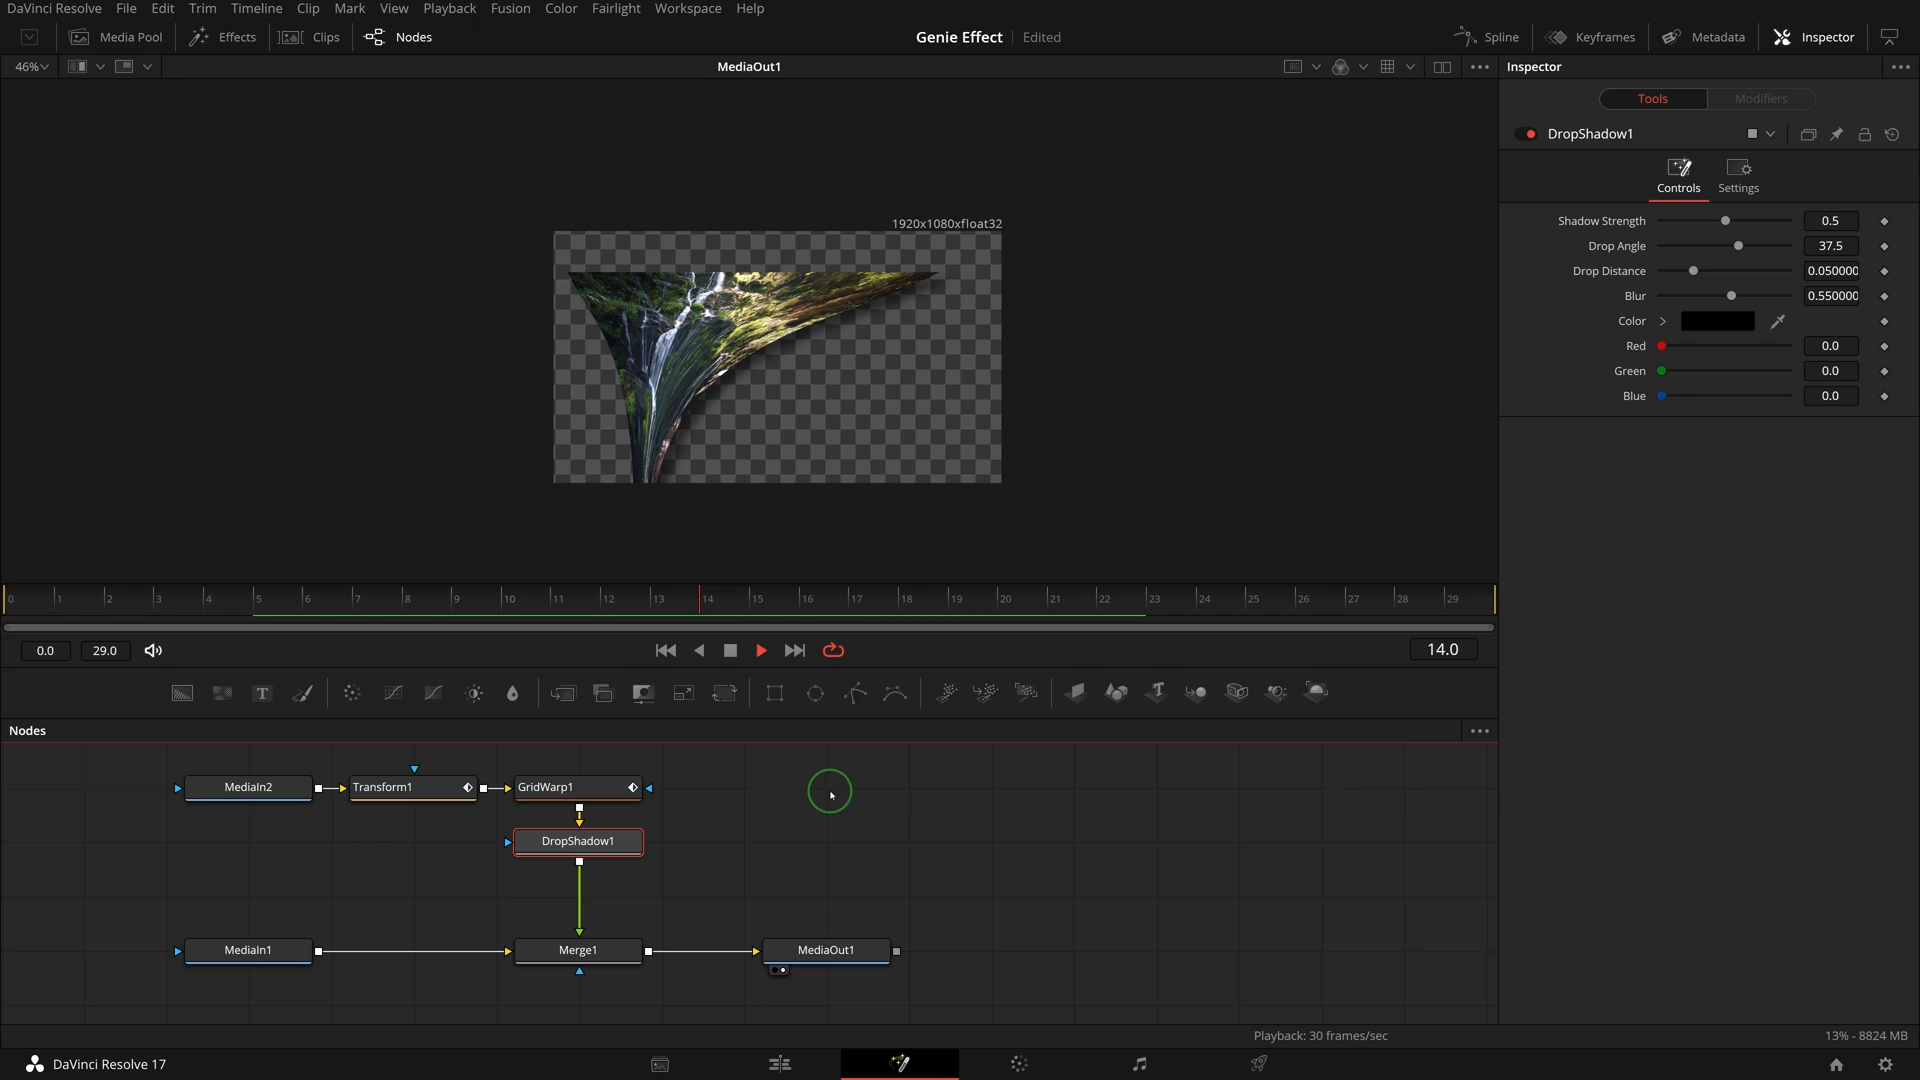 DaVinci Resolve File Edit Trim Timeline Clip Mark View Playback Fusion Color Fairlight Workspace Help
Media Pool Effects Clips Nodes Genie Effect Edited Spline Keyframes Metadata Inspector
46% MediaOut1 Inspector
Tools Modifiers
DropShadow1
Controls Settings
Shadow Strength 0.5
Drop Angle 37.5
Drop Distance 0.050000
Blur 0.550000
Color
Red 0.0
Green 0.0
Blue 0.0
1920x1080xfloat32
0 1 2 3 4 5 6 7 8 9 10 11 12 13 14 15 16 17 18 19 20 21 22 23 24 25 26 27 28 29
0.0 29.0 14.0
Nodes
MediaIn2 Transform1 GridWarp1
DropShadow1
MediaIn1 Merge1 MediaOut1
Playback: 30 frames/sec 13% - 8824 MB
DaVinci Resolve 17